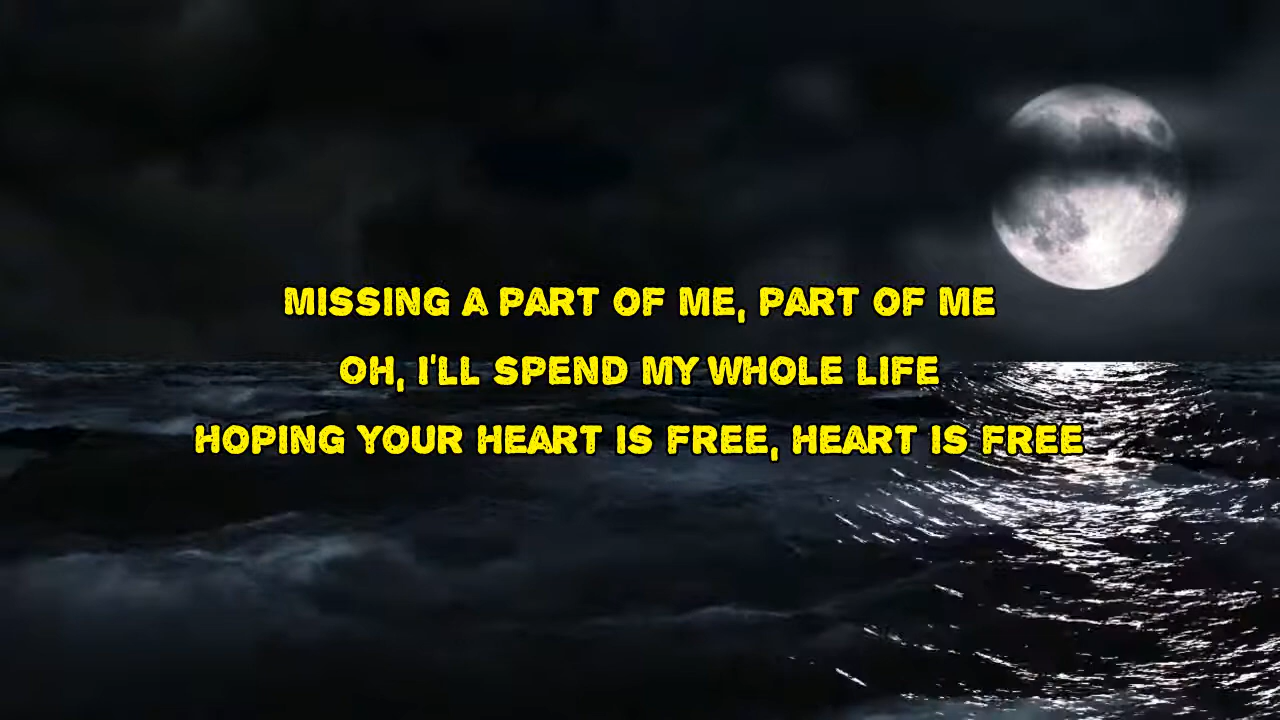 MISSING A PART OF ME, PART OF ME
OH, I'LL SPEND MY WHOLE LIFE
HOPING YOUR HEART IS FREE, HEART IS FREE